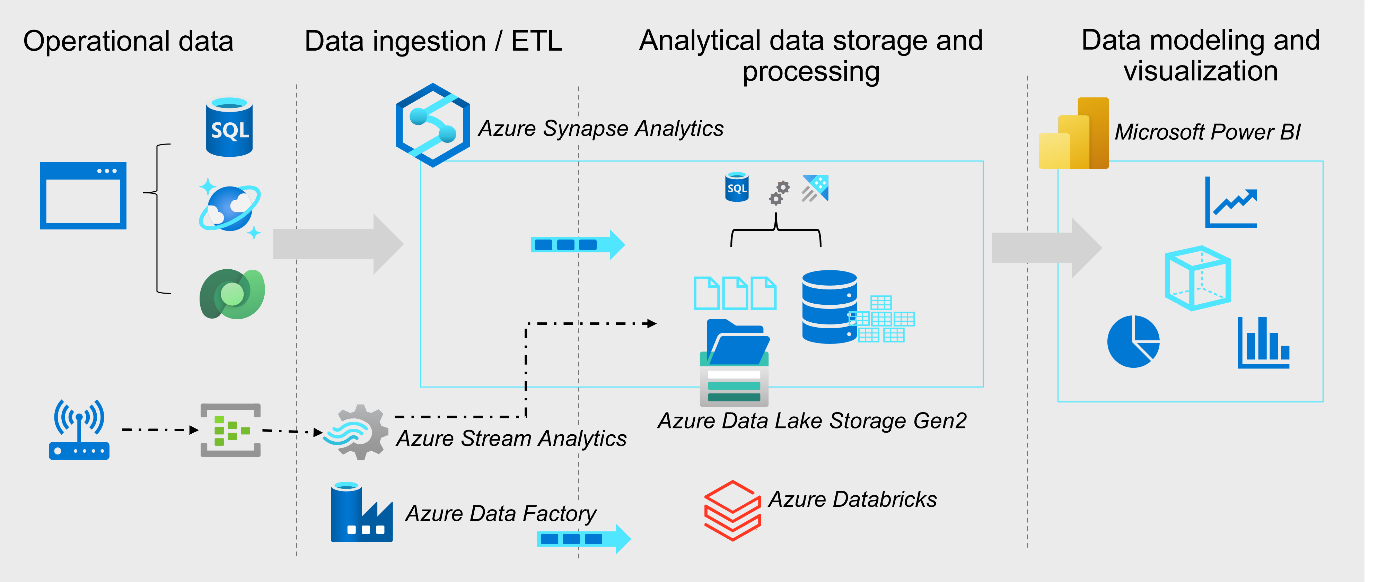 Operational data
Data ingestion / ETL
Analytical data storage and
processing
Data modeling and
visualization
SQL
Azure Synapse Analytics
Microsoft Power BI
SQL
Azure Data Lake Storage Gen2
Azure Stream Analytics
Azure Data Factory
Azure Databricks